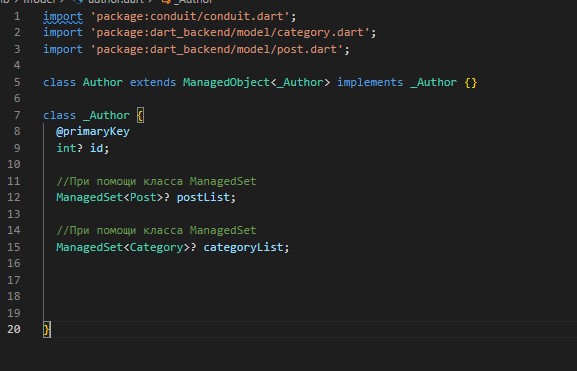 model > author.dart > _Author
1 import 'package:conduit/conduit.dart';
2 import 'package:dart_backend/model/category.dart';
3 import 'package:dart_backend/model/post.dart';
4
5 class Author extends ManagedObject<_Author> implements _Author {}
6
7 class _Author {
8 @primaryKey
9 int? id;
10
11 //При помощи класса ManagedSet
12 ManagedSet<Post>? postList;
13
14 //При помощи класса ManagedSet
15 ManagedSet<Category>? categoryList;
16
17
18
19
20 }